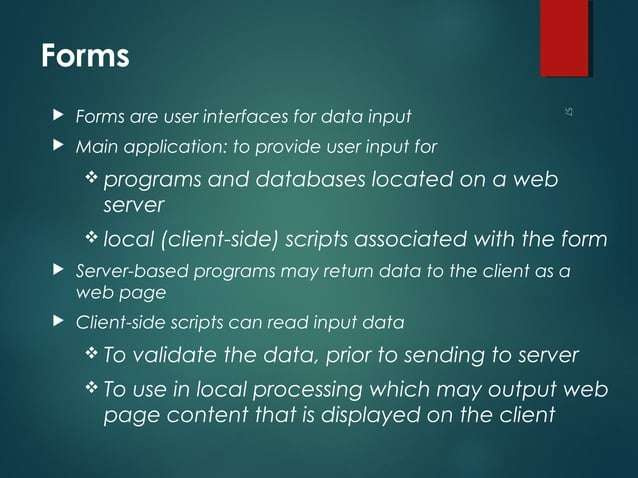 Forms
25
Forms are user interfaces for data input
Main application: to provide user input for
programs and databases located on a web
server
local (client-side) scripts associated with the form
Server-based programs may return data to the client as a
web page
Client-side scripts can read input data
To validate the data, prior to sending to server
To use in local processing which may output web
page content that is displayed on the client